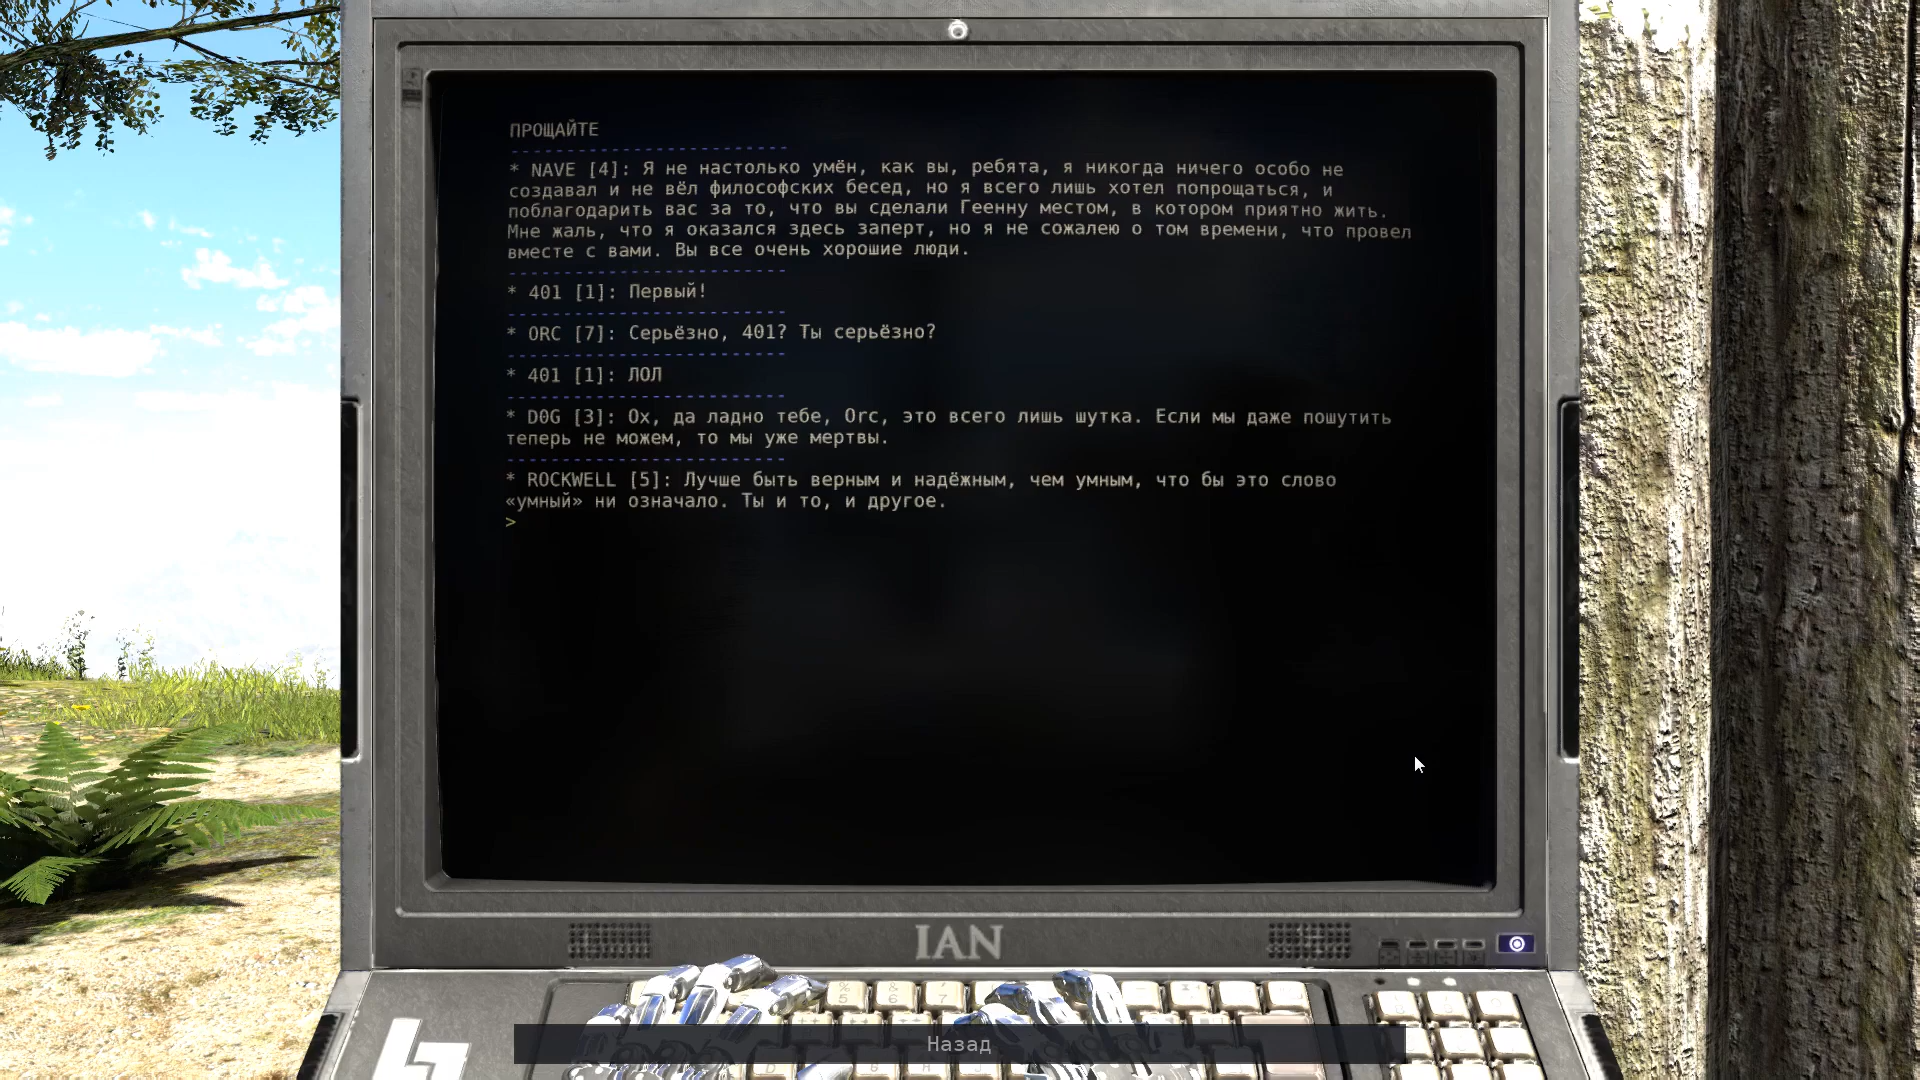 ПРОЩАЙТЕ
--------------------------
* NAVE [4]: Я не настолько умён, как вы, ребята, я никогда ничего особо не
создавал и не вёл философских бесед, но я всего лишь хотел попрощаться, и
поблагодарить вас за то, что вы сделали Геенну местом, в котором приятно жить.
Мне жаль, что я оказался здесь заперт, но я не сожалею о том времени, что провел
вместе с вами. Вы все очень хорошие люди.
--------------------------
* 401 [1]: Первый!
--------------------------
* ORC [7]: Серьёзно, 401? Ты серьёзно?
--------------------------
* 401 [1]: ЛОЛ
--------------------------
* D0G [3]: Ох, да ладно тебе, Orc, это всего лишь шутка. Если мы даже пошутить
теперь не можем, то мы уже мертвы.
--------------------------
* ROCKWELL [5]: Лучше быть верным и надёжным, чем умным, что бы это слово
«умный» ни означало. Ты и то, и другое.
>
IAN
Назад